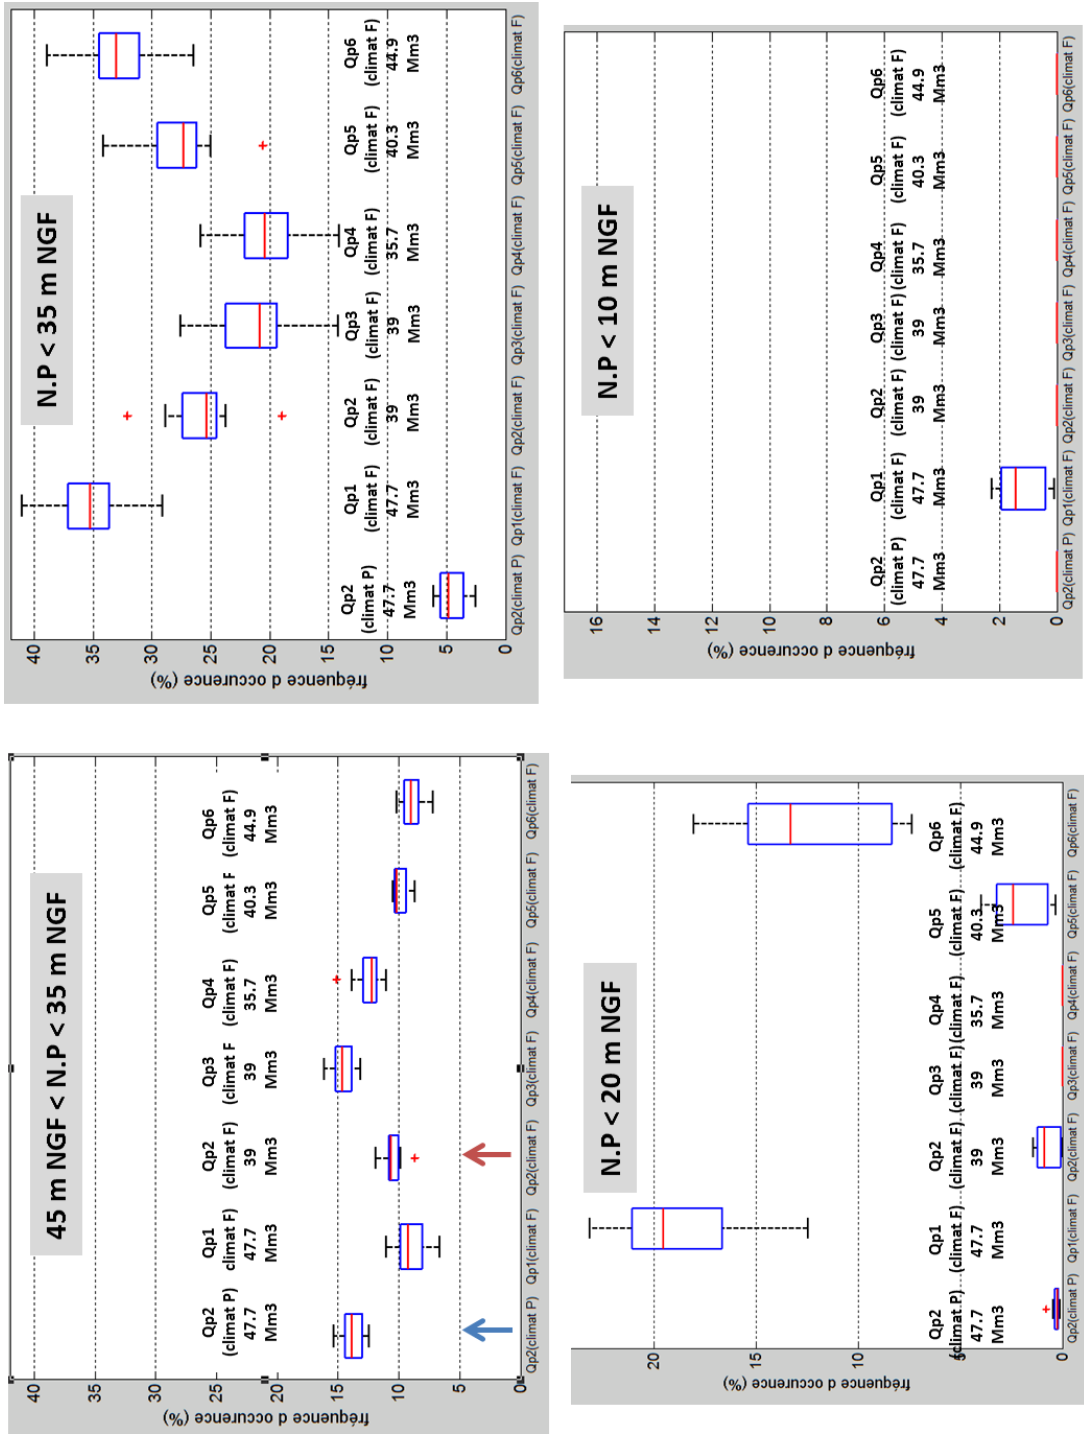 45 m NGF < N.P < 35 m NGF
fréquence d occurence (%)
40
35
30
25
20
15
10
5
0
Qp2
(climat P)
47.7
Mm3
Qp1
climat F)
47.7
Mm3
Qp2
(climat F)
39
Mm3
Qp3
(climat F
39
Mm3
Qp4
(climat F)
35.7
Mm3
Qp5
(climat F
40.3
Mm3
Qp6
(climat F)
44.9
Mm3
Qp2(climat P)
Qp1(climat F)
Qp2(climat F)
Qp3(climat F)
Qp4(climat F)
Qp5(climat F)
Qp6(climat F)
N.P < 35 m NGF
fréquence d occurence (%)
40
35
30
25
20
15
10
5
0
Qp2
(climat P)
47.7
Mm3
Qp1
(climat F)
47.7
Mm3
Qp2
(climat F)
39
Mm3
Qp3
(climat F)
39
Mm3
Qp4
(climat F)
35.7
Mm3
Qp5
(climat F)
40.3
Mm3
Qp6
(climat F)
44.9
Mm3
Qp2(climat P)
Qp1(climat F)
Qp2(climat F)
Qp3(climat F)
Qp4(climat F)
Qp5(climat F)
Qp6(climat F)
N.P < 20 m NGF
fréquence d occurence (%)
20
15
10
5
0
Qp2
(climat P)
47.7
Mm3
Qp1
(climat F)
47.7
Mm3
Qp2
(climat F)
39
Mm3
Qp3
(climat F)
39
Mm3
Qp4
(climat F)
35.7
Mm3
Qp5
(climat F)
40.3
Mm3
Qp6
(climat F)
44.9
Mm3
Qp2(climat P)
Qp1(climat F)
Qp2(climat F)
Qp3(climat F)
Qp4(climat F)
Qp5(climat F)
Qp6(climat F)
N.P < 10 m NGF
fréquence d occurence (%)
16
14
12
10
8
6
4
2
0
Qp2
(climat P)
47.7
Mm3
Qp1
(climat F)
47.7
Mm3
Qp2
(climat F)
39
Mm3
Qp3
(climat F)
39
Mm3
Qp4
(climat F)
35.7
Mm3
Qp5
(climat F)
40.3
Mm3
Qp6
(climat F)
44.9
Mm3
Qp2(climat P)
Qp1(climat F)
Qp2(climat F)
Qp3(climat F)
Qp4(climat F)
Qp5(climat F)
Qp6(climat F)